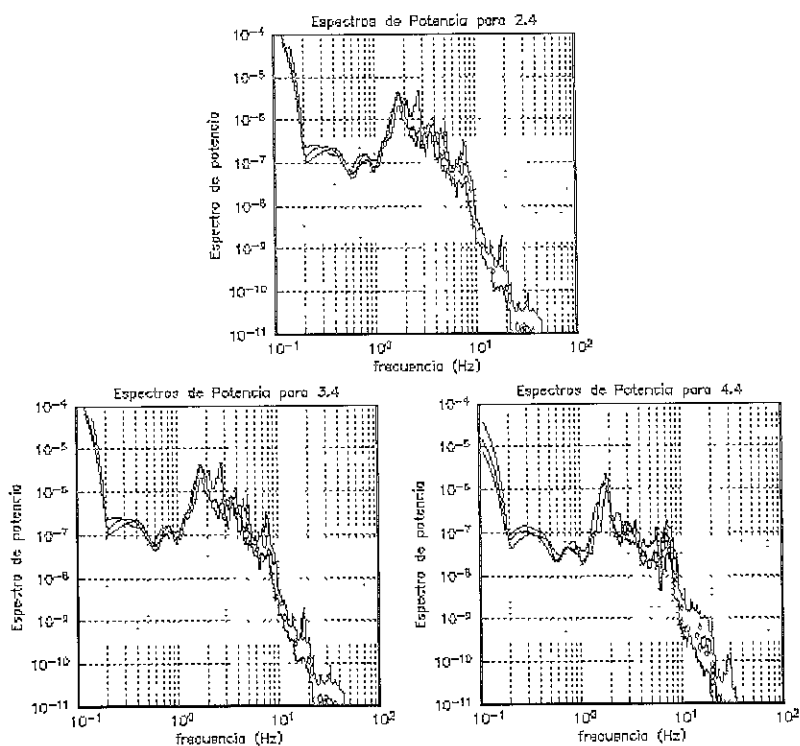 Espectros de Potencia para 2.4
Espectro de potencia
10⁻⁴
10⁻⁵
10⁻⁶
10⁻⁷
10⁻⁸
10⁻⁹
10⁻¹⁰
10⁻¹¹
10⁻¹ 10⁰ 10¹ 10²
frecuencia (Hz)
Espectros de Potencia para 3.4
Espectro de potencia
10⁻⁴
10⁻⁵
10⁻⁶
10⁻⁷
10⁻⁸
10⁻⁹
10⁻¹⁰
10⁻¹¹
10⁻¹ 10⁰ 10¹ 10²
frecuencia (Hz)
Espectros de Potencia para 4.4
Espectro de potencia
10⁻⁴
10⁻⁵
10⁻⁶
10⁻⁷
10⁻⁸
10⁻⁹
10⁻¹⁰
10⁻¹¹
10⁻¹ 10⁰ 10¹ 10²
frecuencia (Hz)